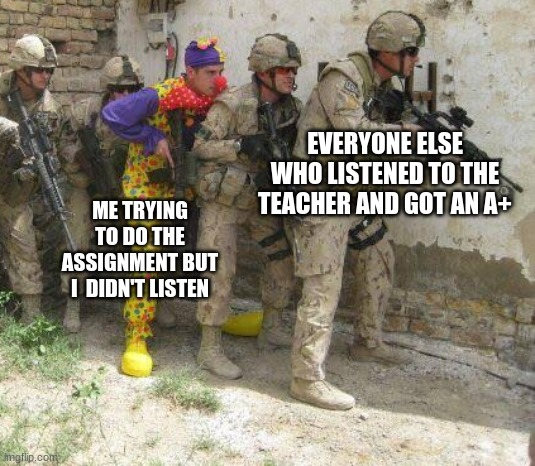 EVERYONE ELSE
WHO LISTENED TO THE
TEACHER AND GOT AN A+
ME TRYING
TO DO THE
ASSIGNMENT BUT
I  DIDN'T LISTEN
imgflip.com